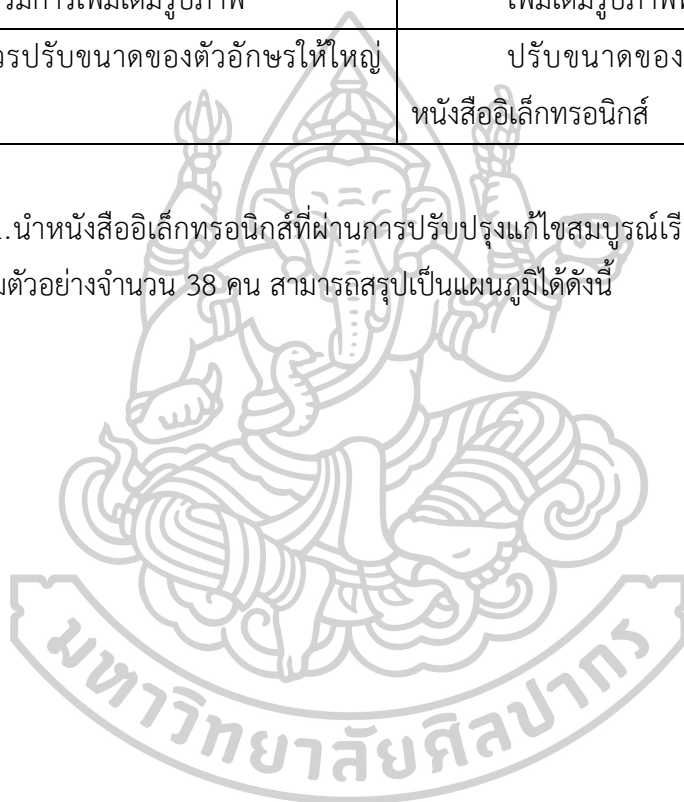 ควรมีการเพิ่มเติมรูปภาพ เพิ่มเติมรูปภาพ
ควรปรับขนาดของตัวอักษรให้ใหญ่ ปรับขนาดของ
หนังสืออิเล็กทรอนิกส์
.นำหนังสืออิเล็กทรอนิกส์ที่ผ่านการปรับปรุงแก้ไขสมบูรณ์เรี
มตัวอย่างจำนวน 38 คน สามารถสรุปเป็นแผนภูมิได้ดังนี้
มหาวิทยาลัยศิลปากร